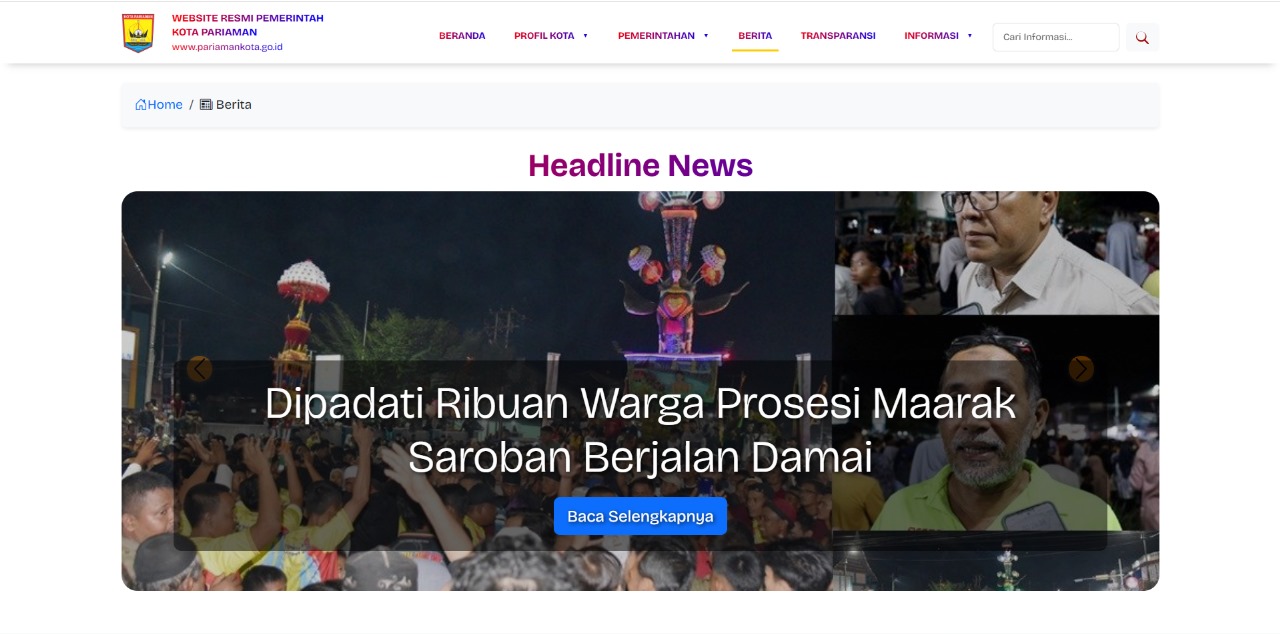 KOTA PARIAMAN
WEBSITE RESMI PEMERINTAH
KOTA PARIAMAN
www.pariamankota.go.id
BERANDA
PROFIL KOTA
PEMERINTAHAN
BERITA
TRANSPARANSI
INFORMASI
Cari Informasi...
Home / Berita
Headline News
Dipadati Ribuan Warga Prosesi Maarak
Saroban Berjalan Damai
Baca Selengkapnya